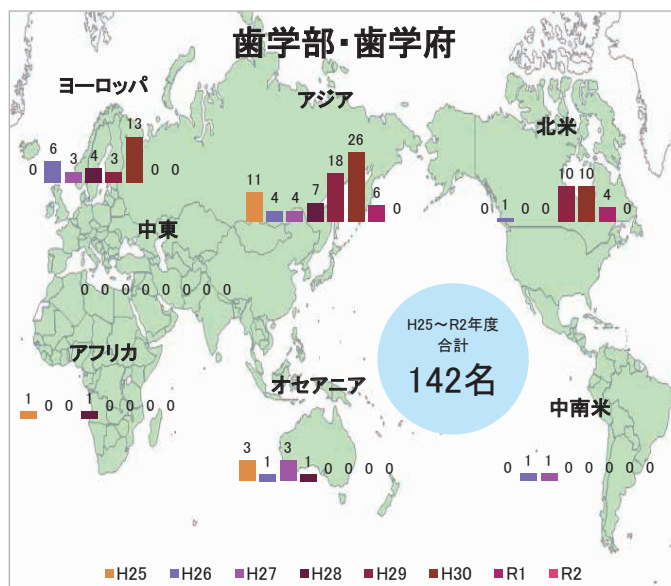 歯学部・歯学府
ヨーロッパ
0 6 3 4 3 13 0 0
アジア
11 4 4 7 18 26 6 0
北米
0 1 0 0 10 10 4 0
中東
0 0 0 0 0 0 0 0
H25～R2年度
合計
142名
アフリカ
1 0 0 1 0 0 0 0
オセアニア
3 1 3 1 0 0 0 0
中南米
0 1 1 0 0 0 0 0
H25 H26 H27 H28 H29 H30 R1 R2